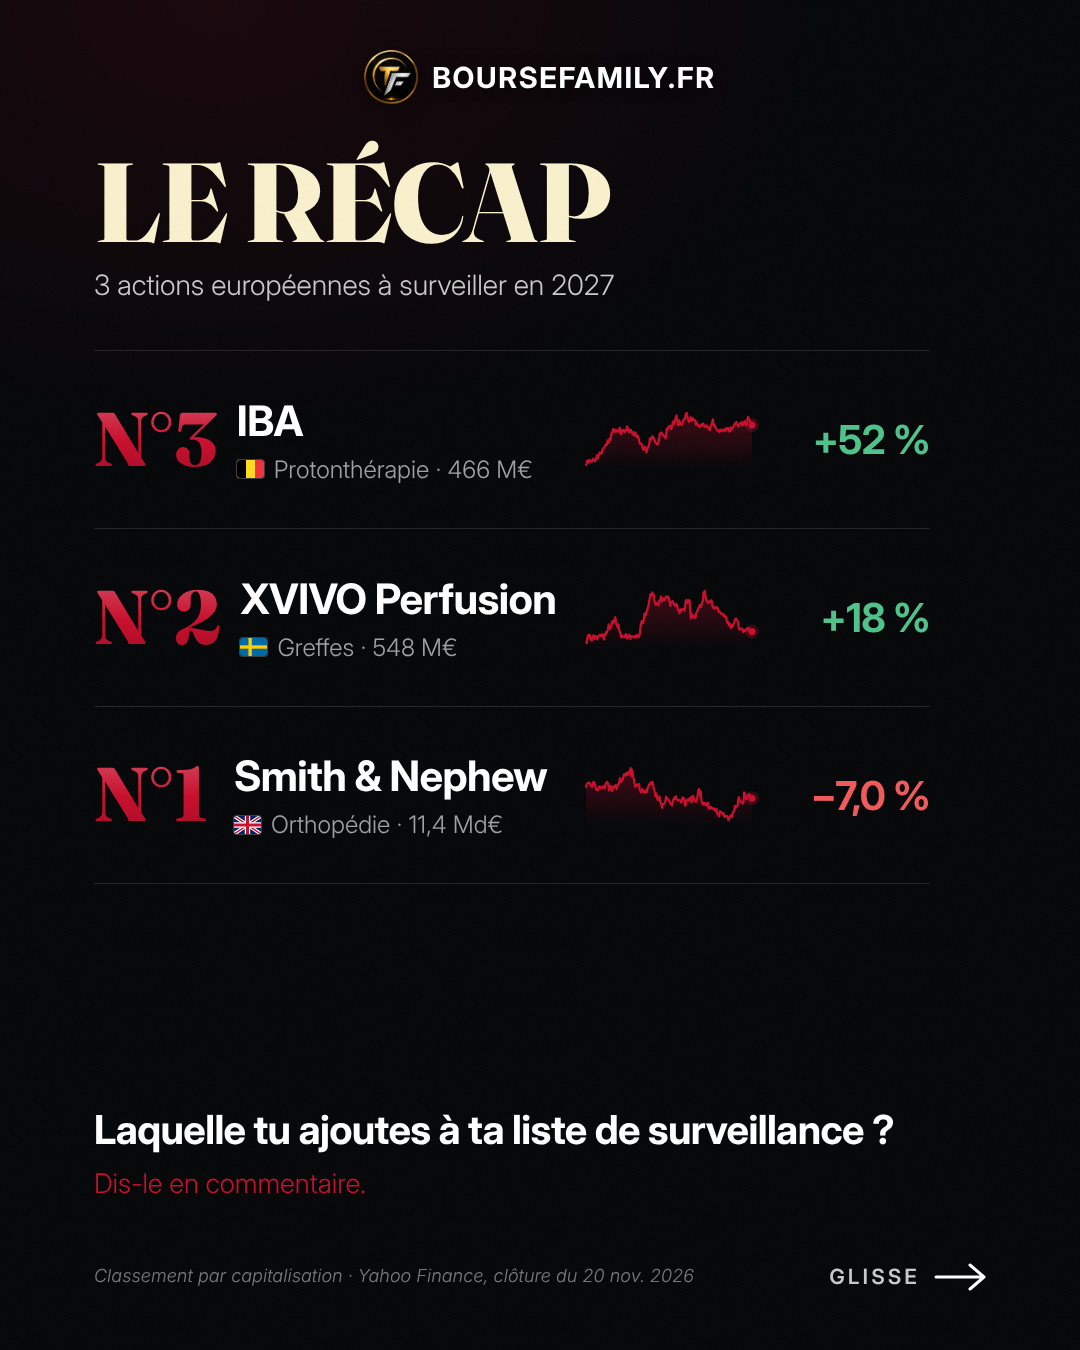 TF BOURSEFAMILY.FR
LE RÉCAP
3 actions européennes à surveiller en 2027
N°3 IBA +52 %
Protonthérapie · 466 M€
N°2 XVIVO Perfusion +18 %
Greffes · 548 M€
N°1 Smith & Nephew −7,0 %
Orthopédie · 11,4 Md€
Laquelle tu ajoutes à ta liste de surveillance ?
Dis-le en commentaire.
Classement par capitalisation · Yahoo Finance, clôture du 20 nov. 2026 GLISSE →